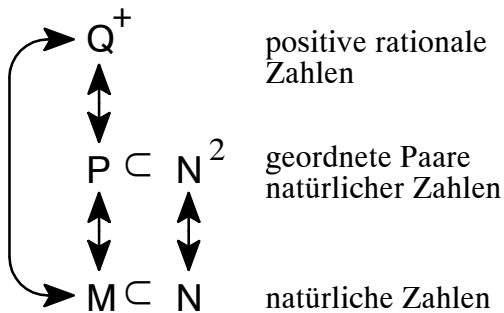 Q⁺ positive rationale
Zahlen
P ⊂ N² geordnete Paare
natürlicher Zahlen
M ⊂ N natürliche Zahlen